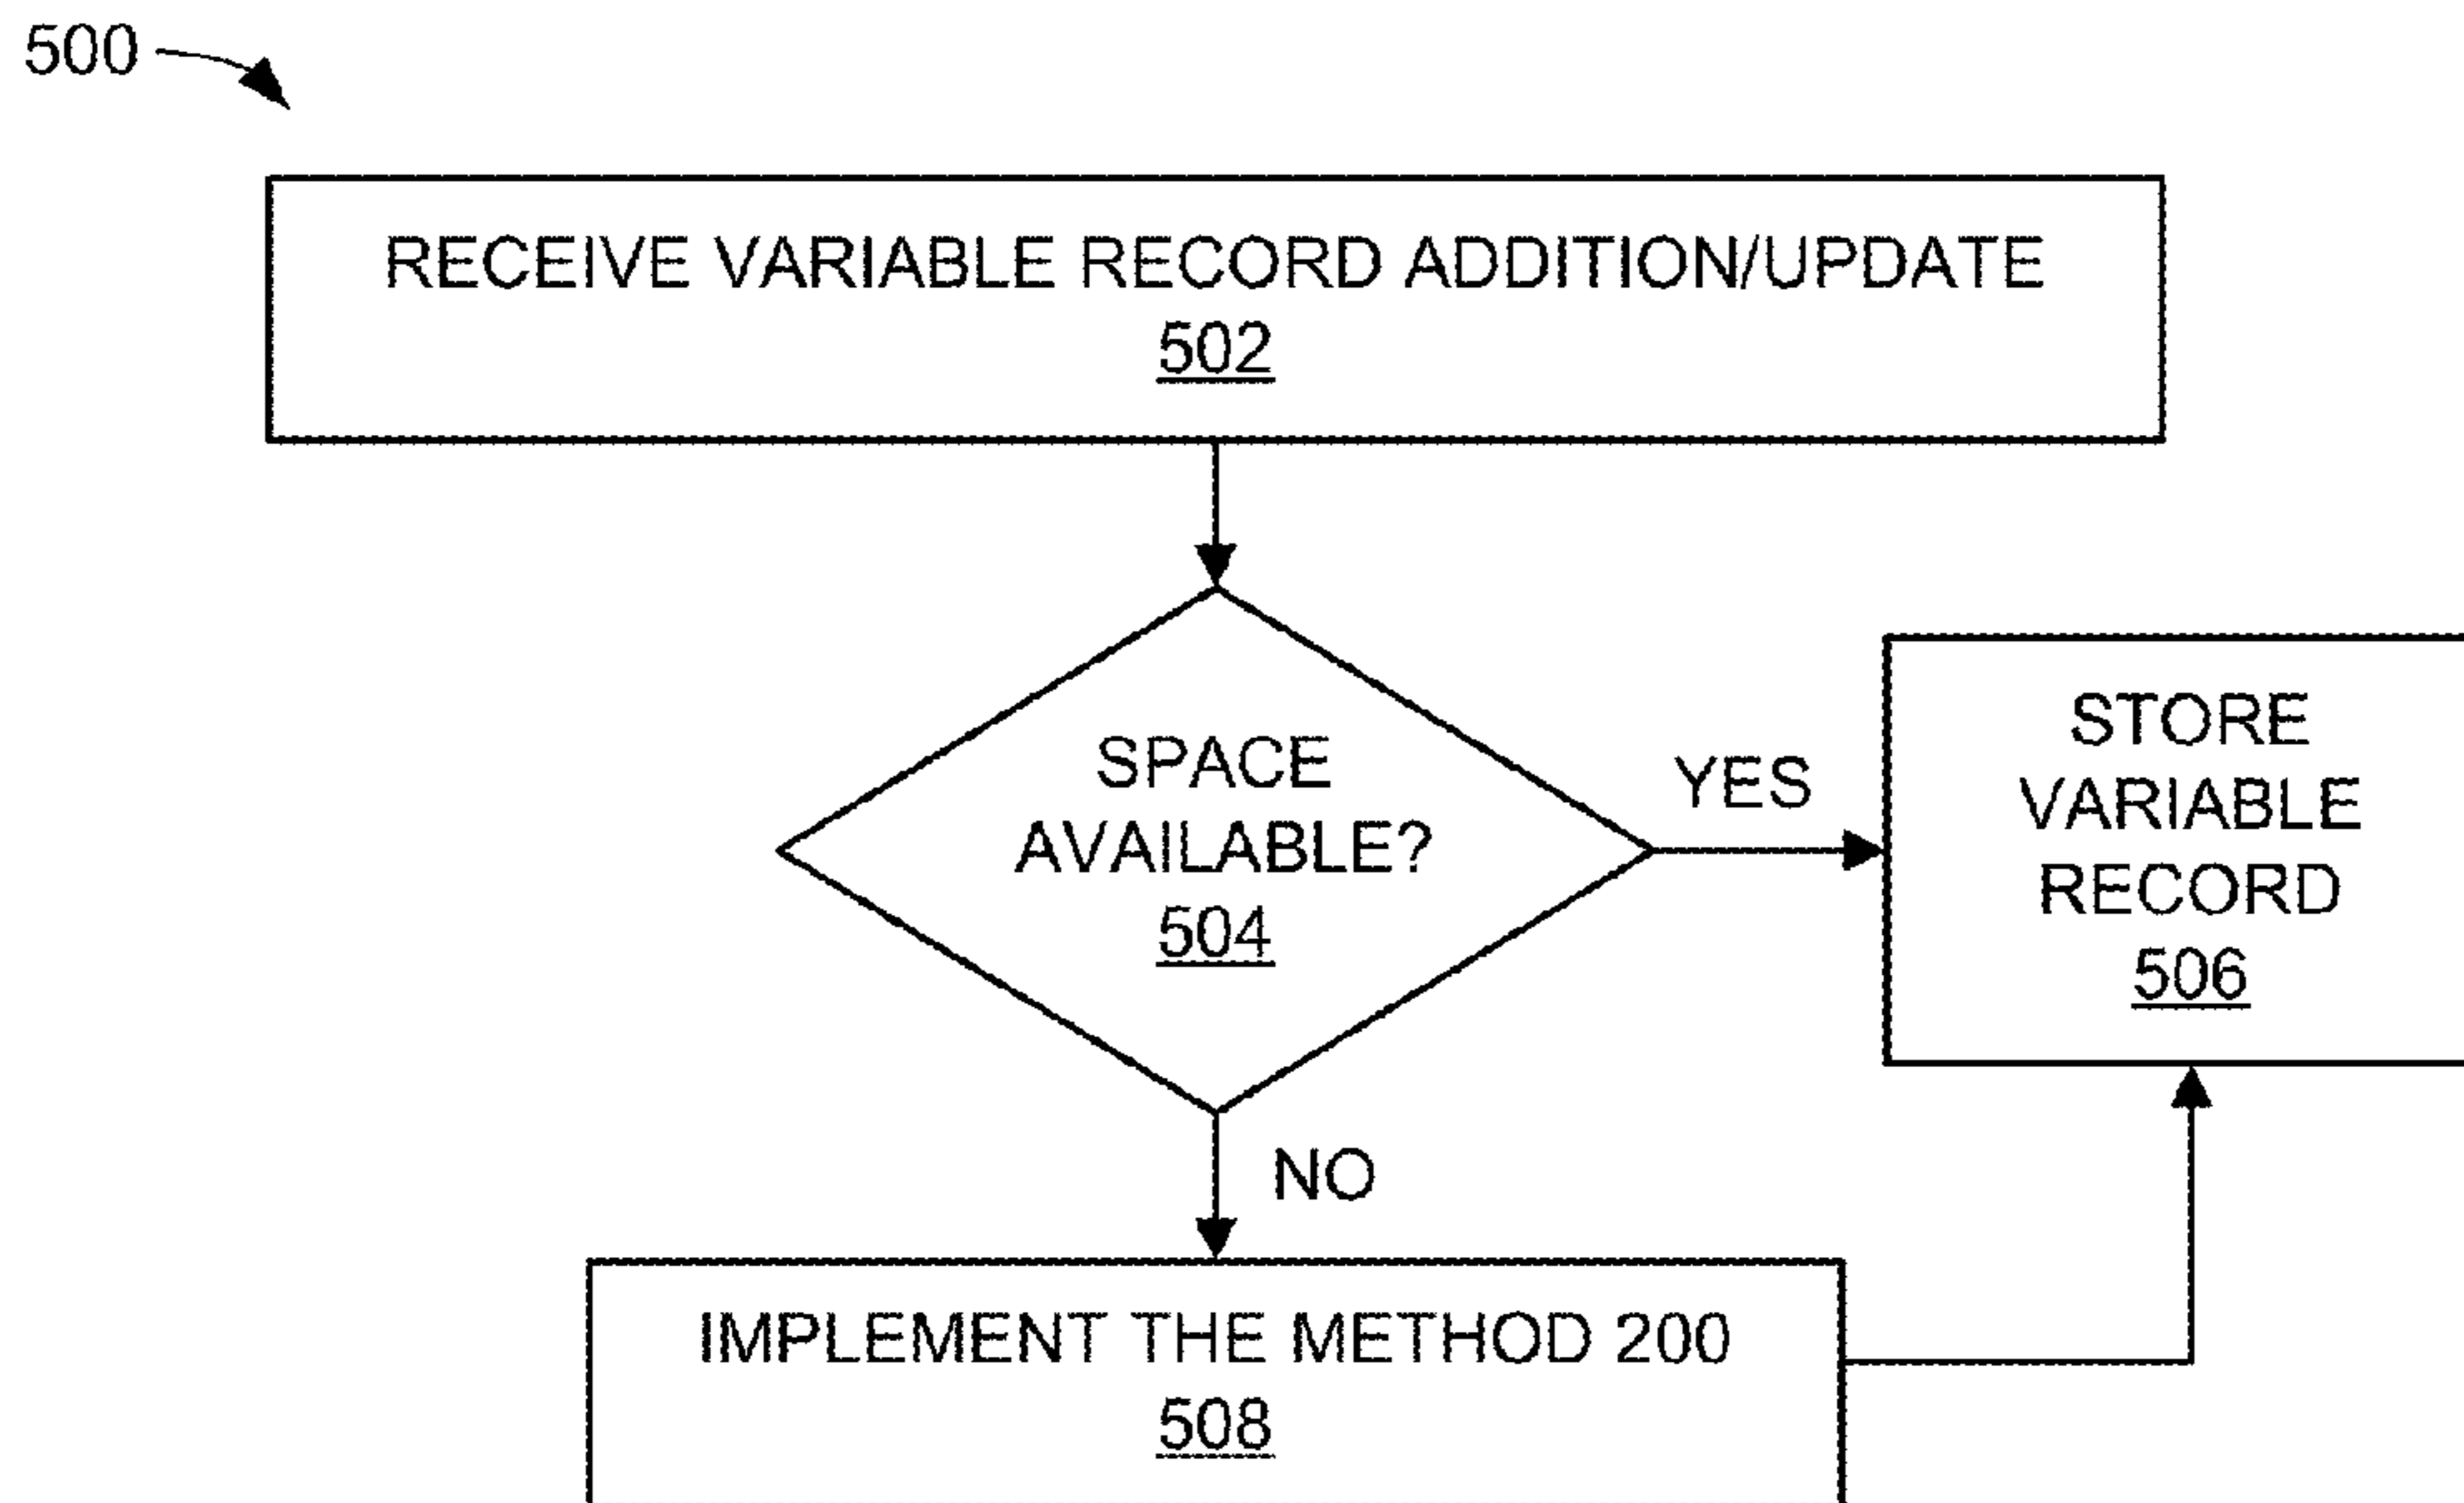 500
RECEIVE VARIABLE RECORD ADDITION/UPDATE
502
SPACE
AVAILABLE?
504
YES
STORE
VARIABLE
RECORD
506
NO
IMPLEMENT THE METHOD 200
508